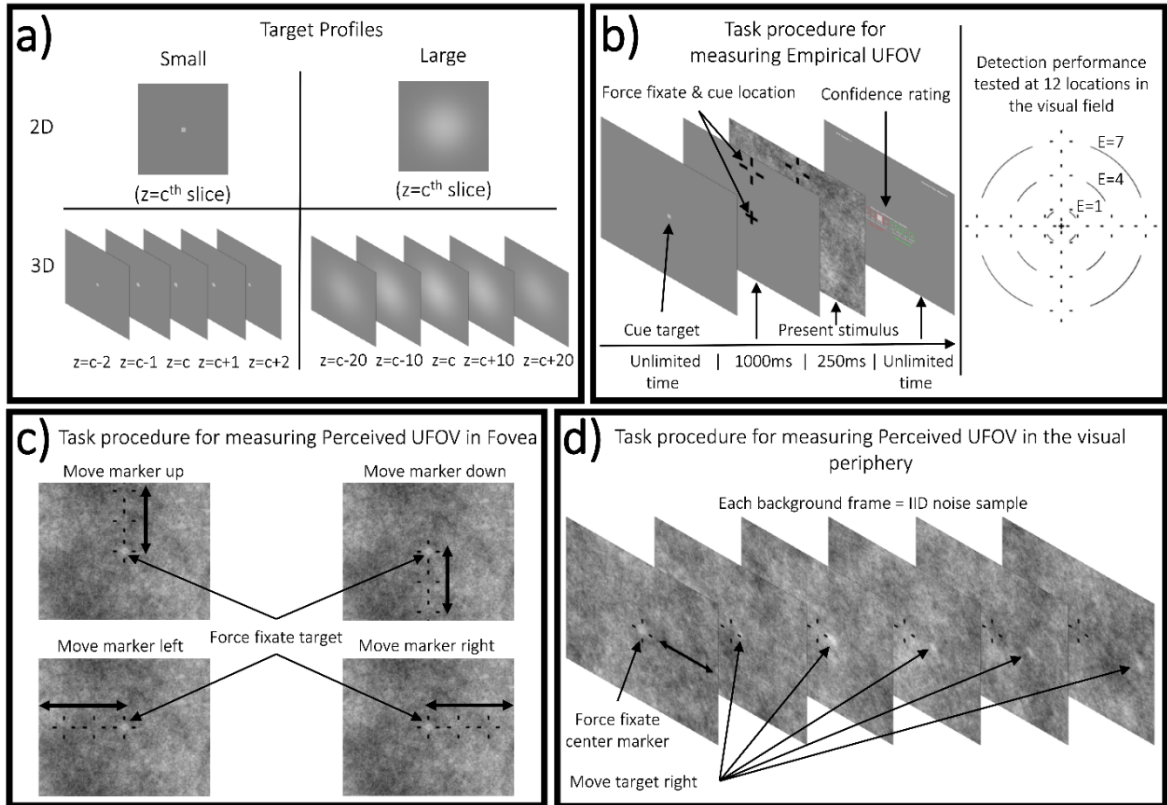 a)
Target Profiles
Small
Large
2D
(z=cᵗʰ slice)
(z=cᵗʰ slice)
3D
z=c-2 z=c-1 z=c z=c+1 z=c+2
z=c-20 z=c-10 z=c z=c+10 z=c+20
b)
Task procedure for
measuring Empirical UFOV
Force fixate & cue location
Confidence rating
Cue target
Present stimulus
Unlimited
time
| 1000ms | 250ms |
Unlimited
time
Detection performance
tested at 12 locations in
the visual field
E=7
E=4
E=1
c)
Task procedure for measuring Perceived UFOV in Fovea
Move marker up
Move marker down
Force fixate target
Move marker left
Move marker right
d)
Task procedure for measuring Perceived UFOV in the visual
periphery
Each background frame = IID noise sample
Force fixate
center marker
Move target right